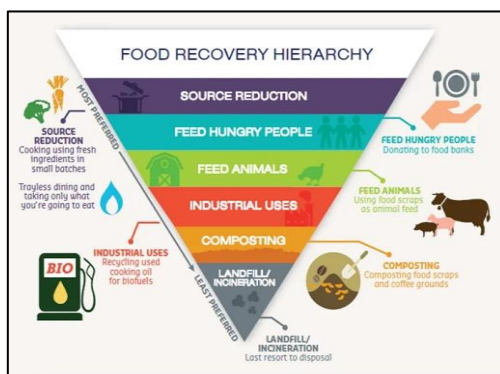 FOOD RECOVERY HIERARCHY
MOST PREFERRED
SOURCE REDUCTION
FEED HUNGRY PEOPLE
FEED ANIMALS
INDUSTRIAL USES
COMPOSTING
LANDFILL/
INCINERATION
LEAST PREFERRED
SOURCE
REDUCTION
Cooking using fresh
ingredients in
small batches
Trayless dining and
taking only what
you're going to eat
INDUSTRIAL USES
Recycling used
cooking oil
for biofuels
BIO
FEED HUNGRY PEOPLE
Donating to food banks
FEED ANIMALS
Using food scraps
as animal feed
COMPOSTING
Composting food scraps
and coffee grounds
LANDFILL/
INCINERATION
Last resort to disposal